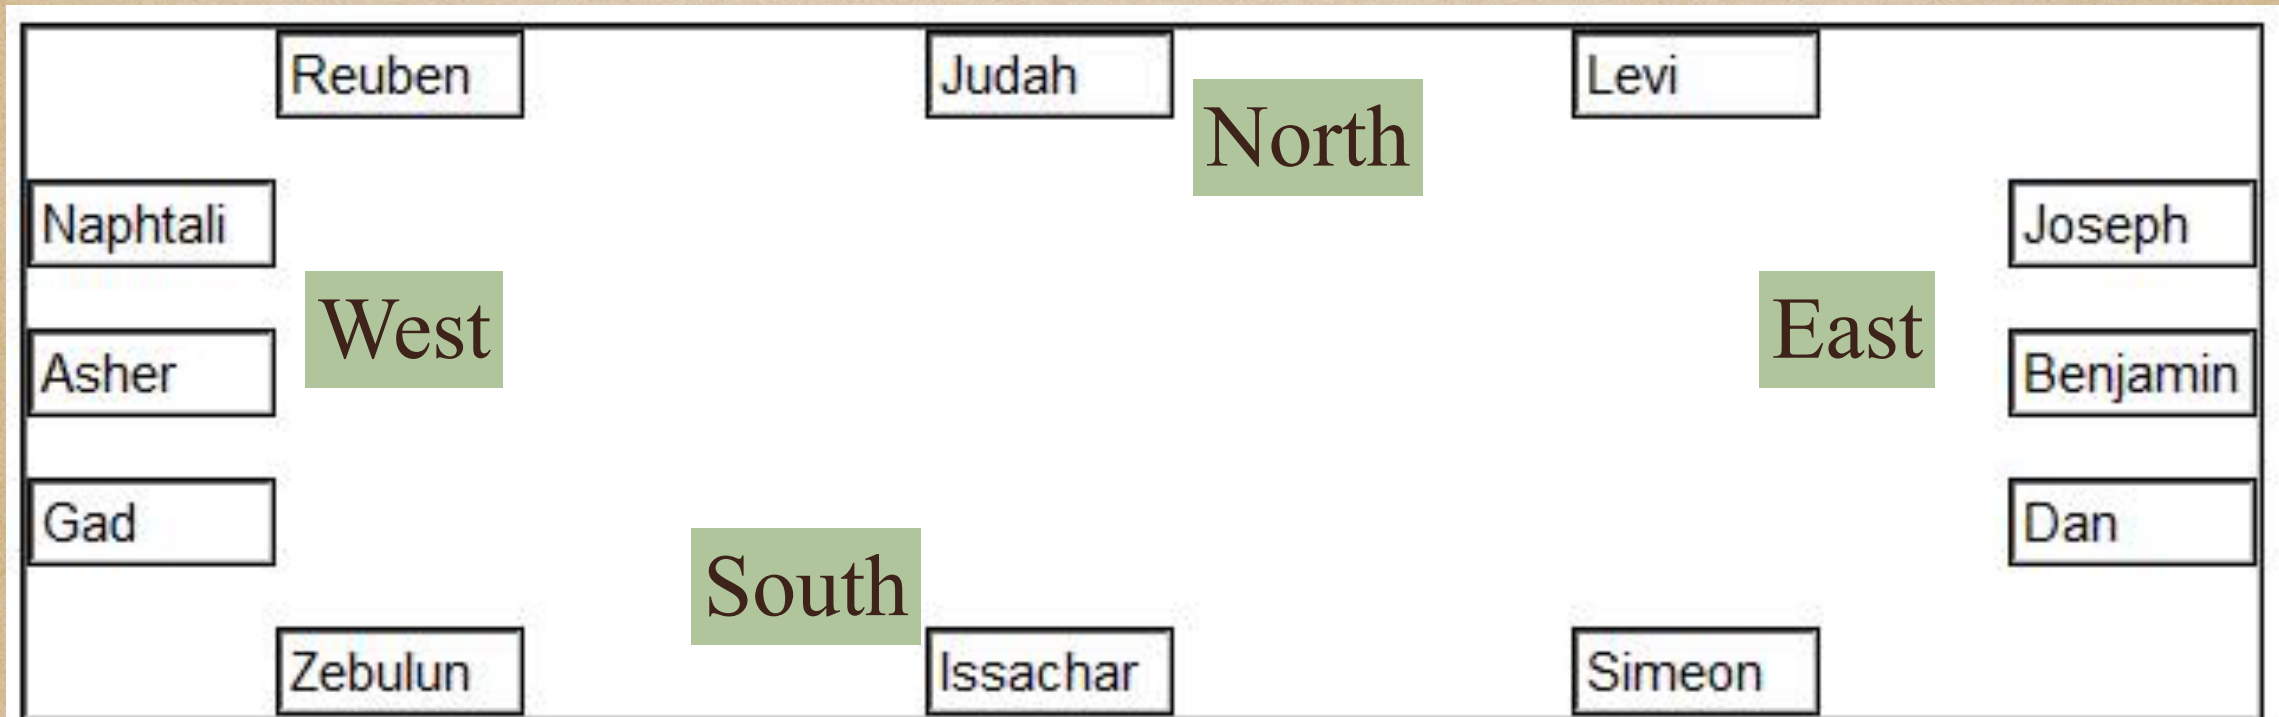 Reuben
Judah
Levi
North
Naphtali
Joseph
West
East
Asher
Benjamin
Gad
Dan
South
Zebulun
Issachar
Simeon